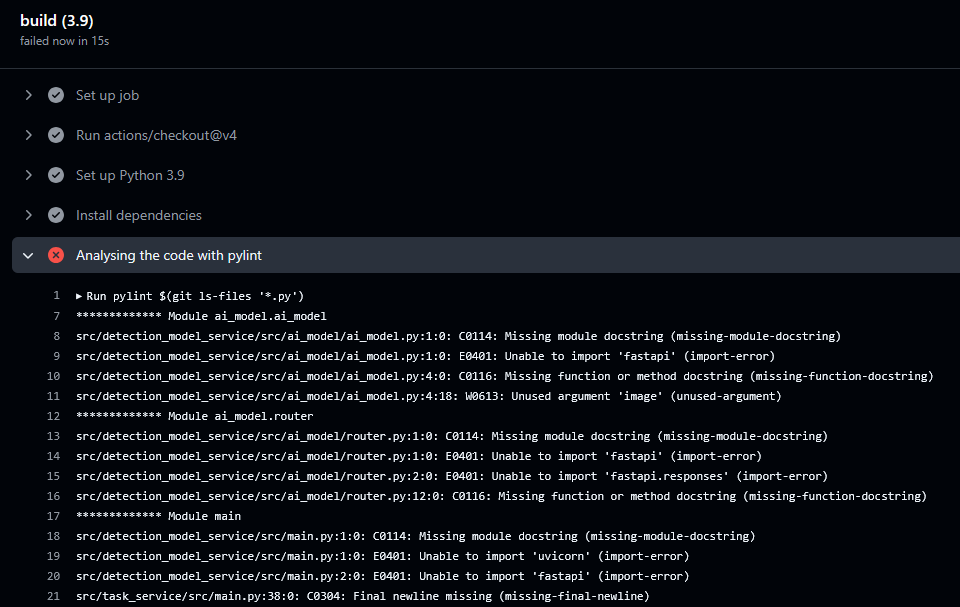 build (3.9)
failed now in 15s
Set up job
Run actions/checkout@v4
Set up Python 3.9
Install dependencies
Analysing the code with pylint
1 ▶ Run pylint $(git ls-files '*.py')
7 ************* Module ai_model.ai_model
8 src/detection_model_service/src/ai_model/ai_model.py:1:0: C0114: Missing module docstring (missing-module-docstring)
9 src/detection_model_service/src/ai_model/ai_model.py:1:0: E0401: Unable to import 'fastapi' (import-error)
10 src/detection_model_service/src/ai_model/ai_model.py:4:0: C0116: Missing function or method docstring (missing-function-docstring)
11 src/detection_model_service/src/ai_model/ai_model.py:4:18: W0613: Unused argument 'image' (unused-argument)
12 ************* Module ai_model.router
13 src/detection_model_service/src/ai_model/router.py:1:0: C0114: Missing module docstring (missing-module-docstring)
14 src/detection_model_service/src/ai_model/router.py:1:0: E0401: Unable to import 'fastapi' (import-error)
15 src/detection_model_service/src/ai_model/router.py:2:0: E0401: Unable to import 'fastapi.responses' (import-error)
16 src/detection_model_service/src/ai_model/router.py:12:0: C0116: Missing function or method docstring (missing-function-docstring)
17 ************* Module main
18 src/detection_model_service/src/main.py:1:0: C0114: Missing module docstring (missing-module-docstring)
19 src/detection_model_service/src/main.py:1:0: E0401: Unable to import 'uvicorn' (import-error)
20 src/detection_model_service/src/main.py:2:0: E0401: Unable to import 'fastapi' (import-error)
21 src/task_service/src/main.py:38:0: C0304: Final newline missing (missing-final-newline)